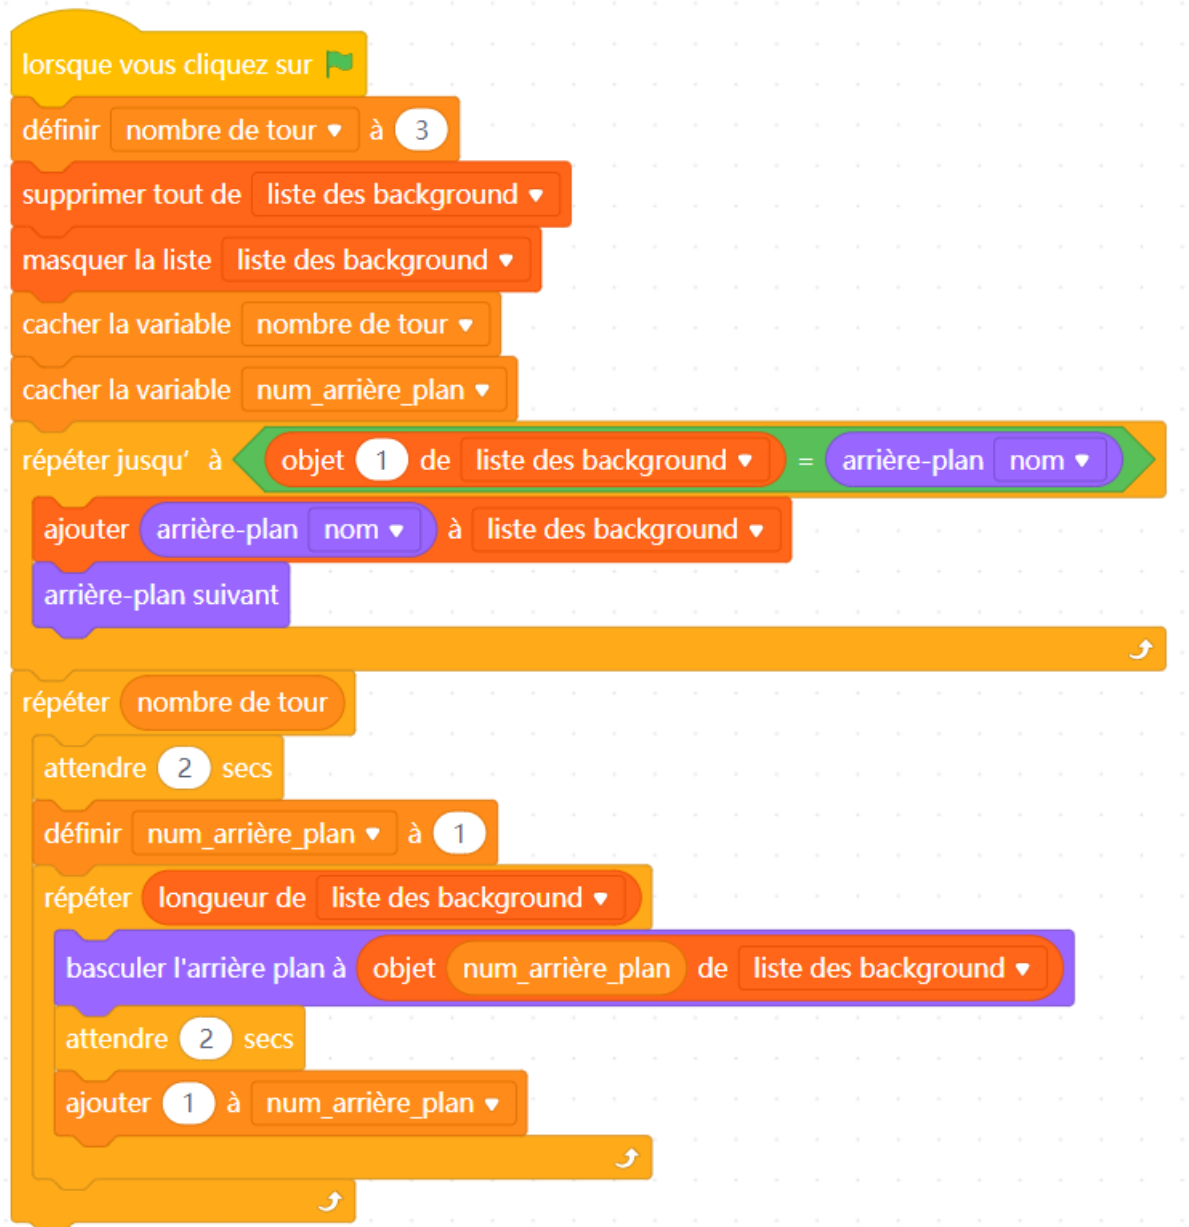 lorsque vous cliquez sur
définir nombre de tour à 3
supprimer tout de liste des background
masquer la liste liste des background
cacher la variable nombre de tour
cacher la variable num_arrière_plan
répéter jusqu' à objet 1 de liste des background = arrière-plan nom
ajouter arrière-plan nom à liste des background
arrière-plan suivant
répéter nombre de tour
attendre 2 secs
définir num_arrière_plan à 1
répéter longueur de liste des background
basculer l'arrière plan à objet num_arrière_plan de liste des background
attendre 2 secs
ajouter 1 à num_arrière_plan